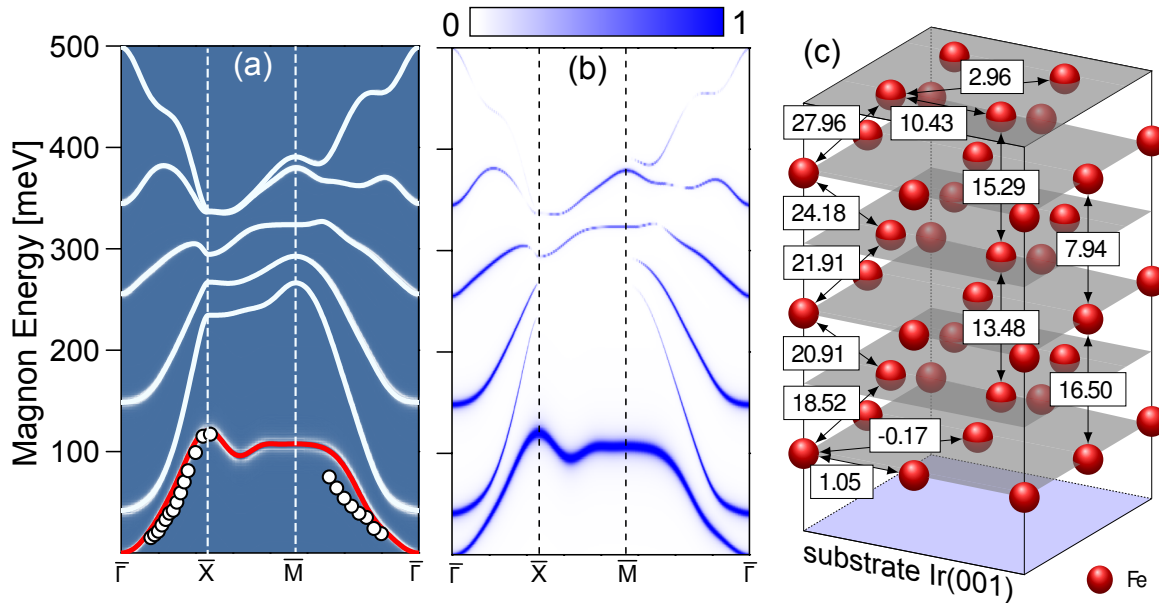 0
1
(a)
(b)
(c)
Magnon Energy [meV]
500
400
300
200
100
Γ̅
X̅
M̅
Γ̅
Γ̅
X̅
M̅
Γ̅
2.96
27.96
10.43
15.29
24.18
7.94
21.91
13.48
20.91
16.50
18.52
-0.17
1.05
substrate Ir(001)
Fe